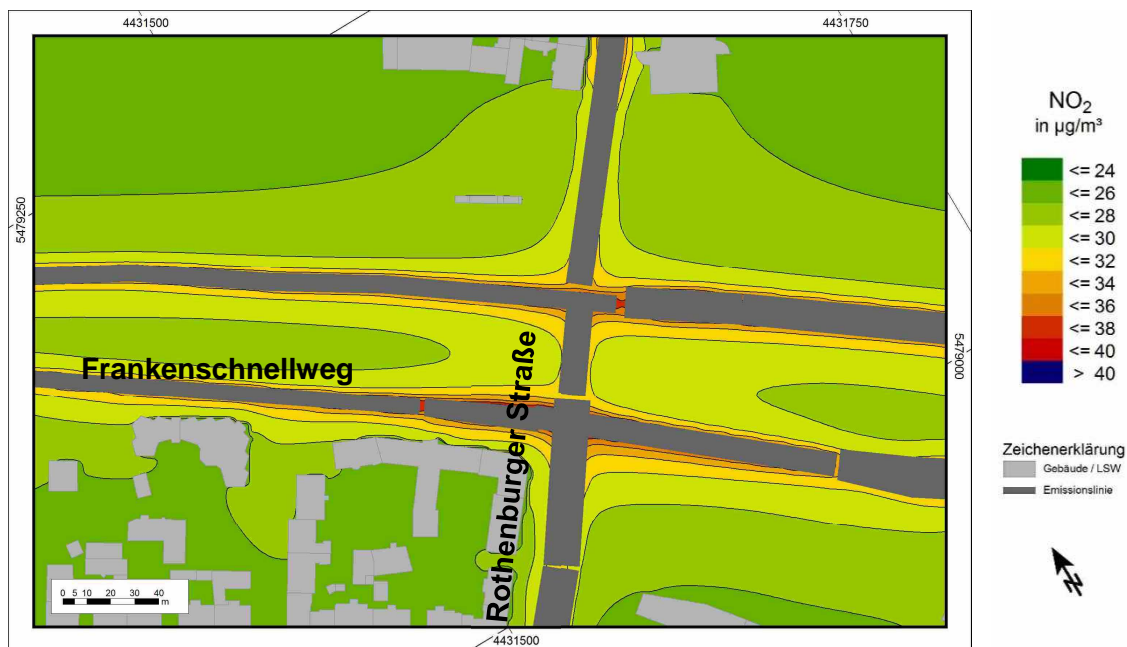 4431500
4431750
5479250
5479000
Frankenschnellweg
Rothenburger Straße
0 5 10 20 30 40
m
4431500
NO₂
in µg/m³
<= 24
<= 26
<= 28
<= 30
<= 32
<= 34
<= 36
<= 38
<= 40
> 40
Zeichenerklärung
Gebäude / LSW
Emissionslinie
N